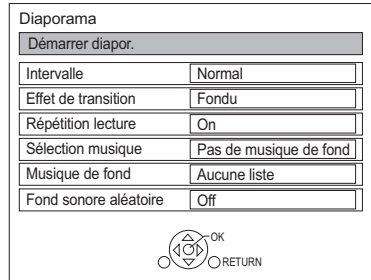 Diaporama
Démarrer diapor.
Intervalle Normal
Effet de transition Fondu
Répétition lecture On
Sélection musique Pas de musique de fond
Musique de fond Aucune liste
Fond sonore aléatoire Off
OK
RETURN